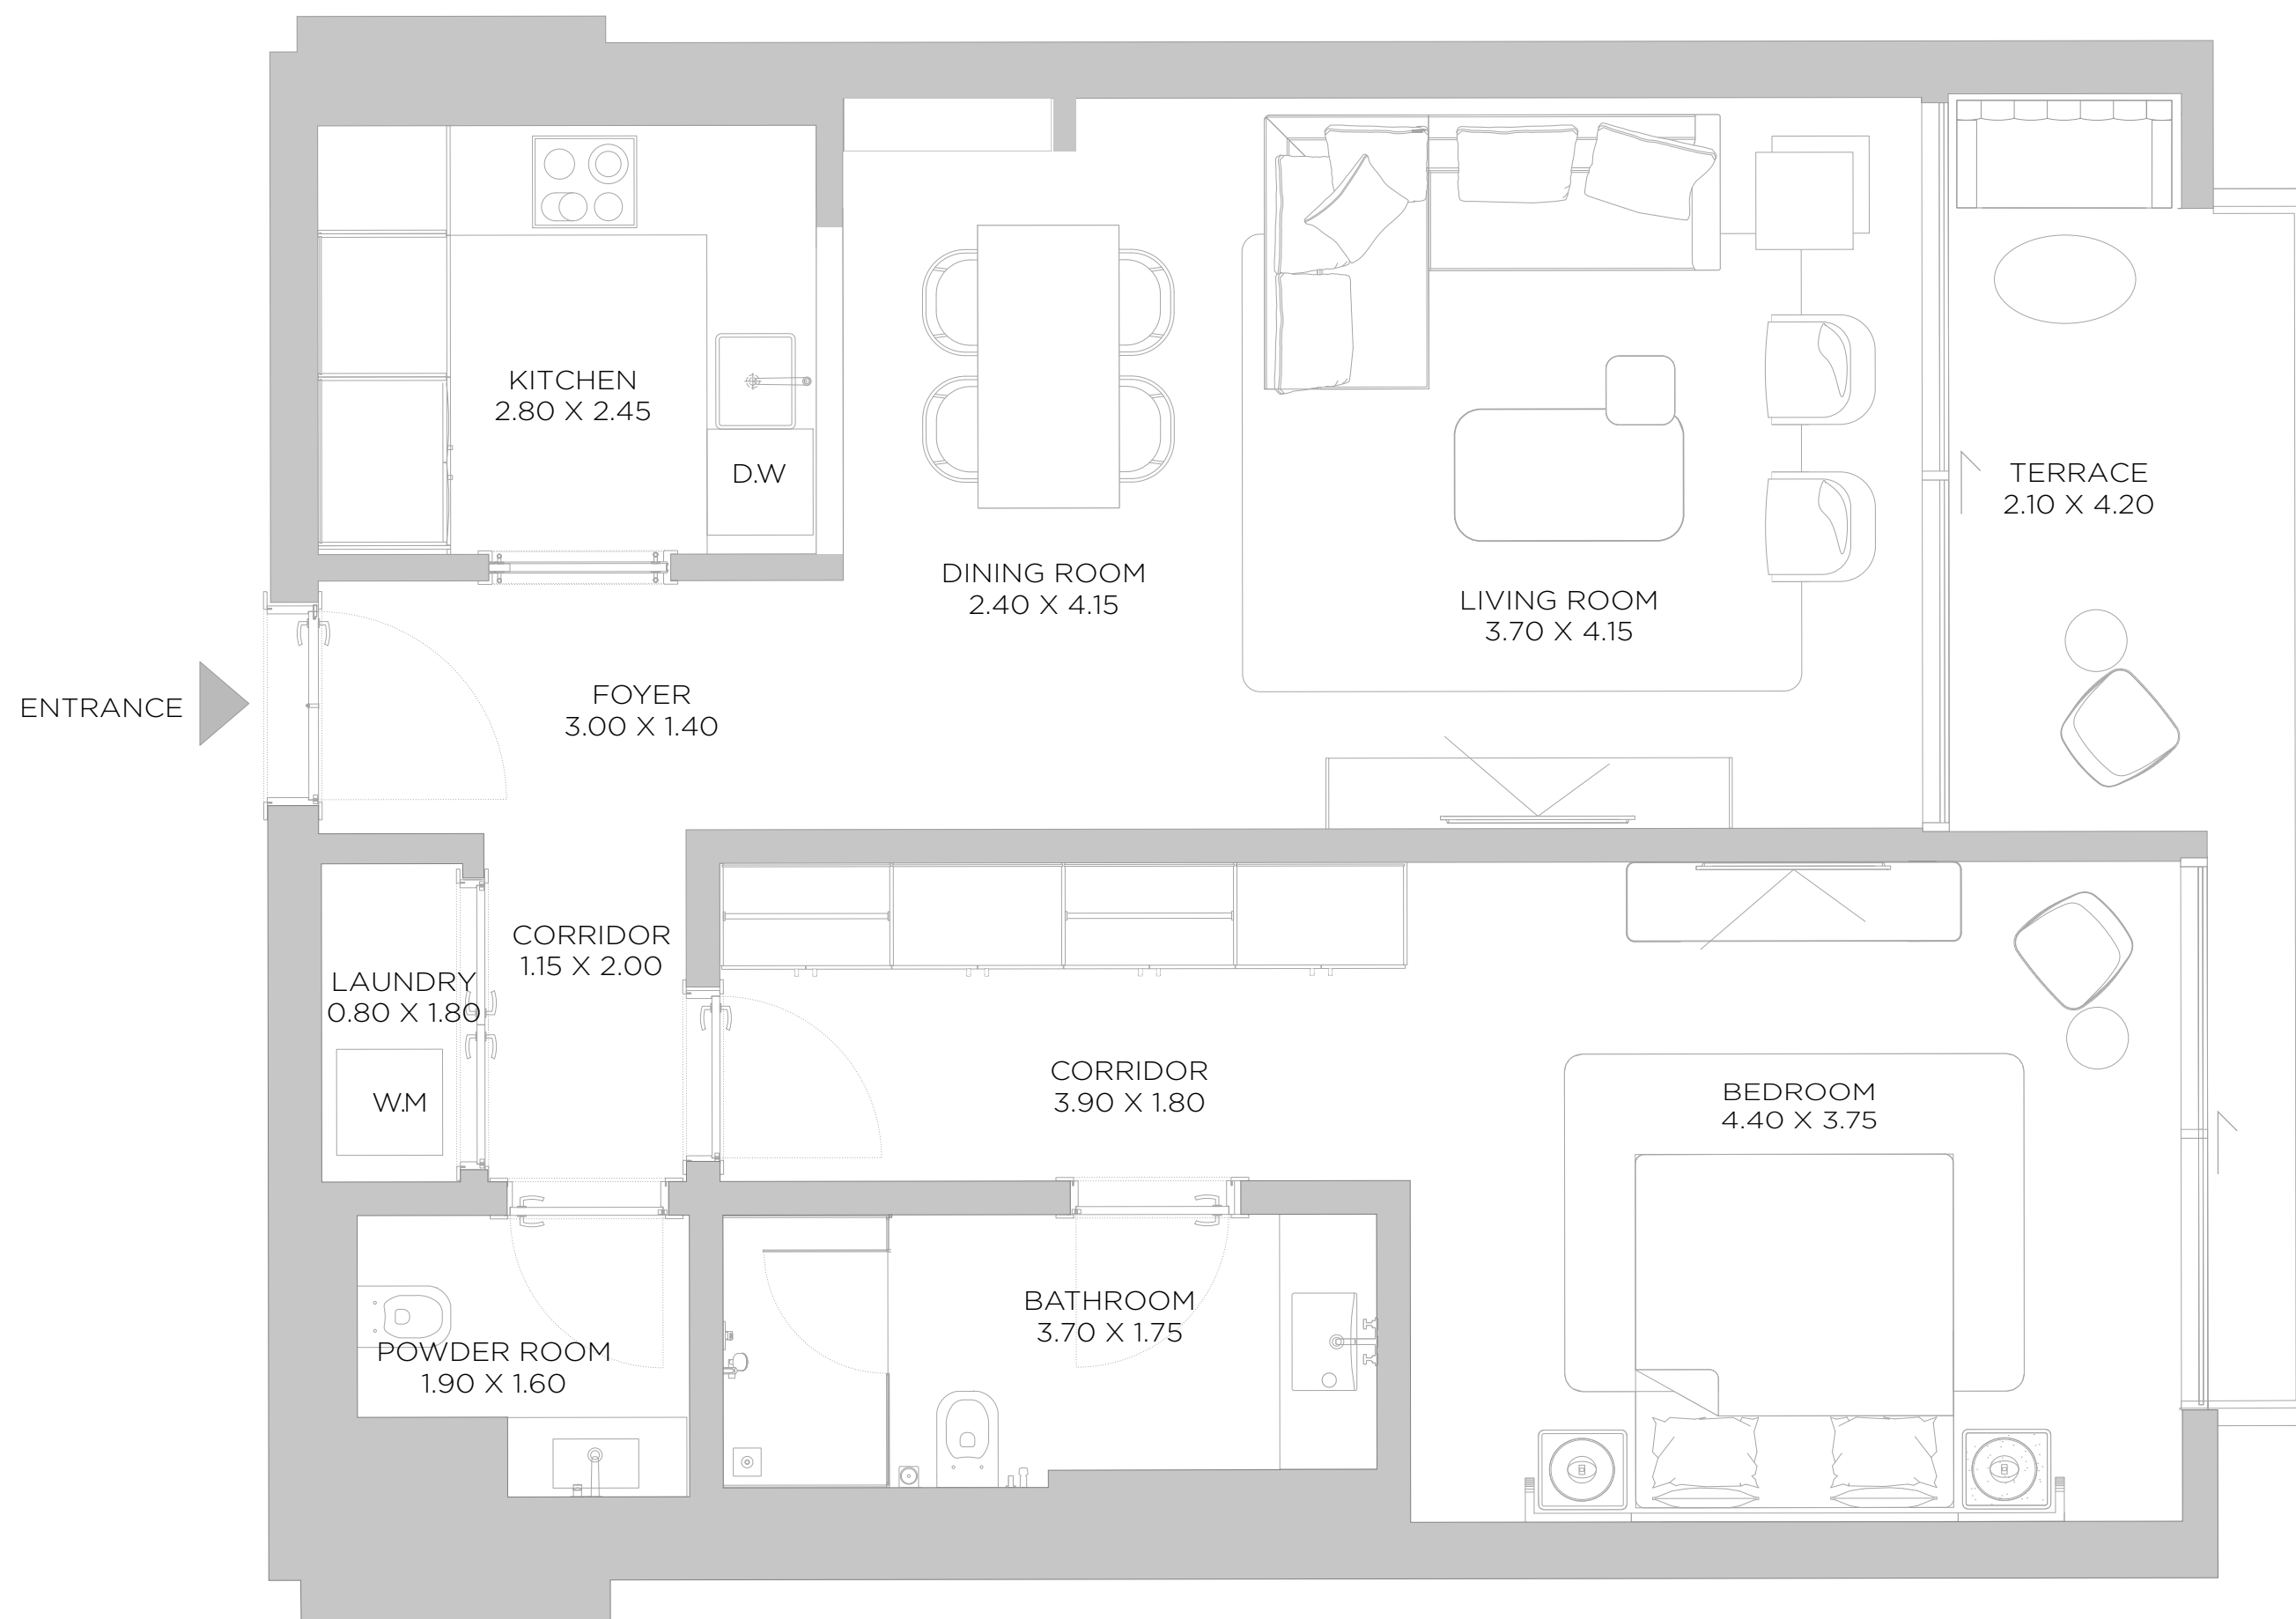 KITCHEN
2.80 X 2.45
D.W
TERRACE
2.10 X 4.20
DINING ROOM
2.40 X 4.15
LIVING ROOM
3.70 X 4.15
ENTRANCE
FOYER
3.00 X 1.40
CORRIDOR
1.15 X 2.00
LAUNDRY
0.80 X 1.80
W.M
CORRIDOR
3.90 X 1.80
BEDROOM
4.40 X 3.75
BATHROOM
3.70 X 1.75
POWDER ROOM
1.90 X 1.60